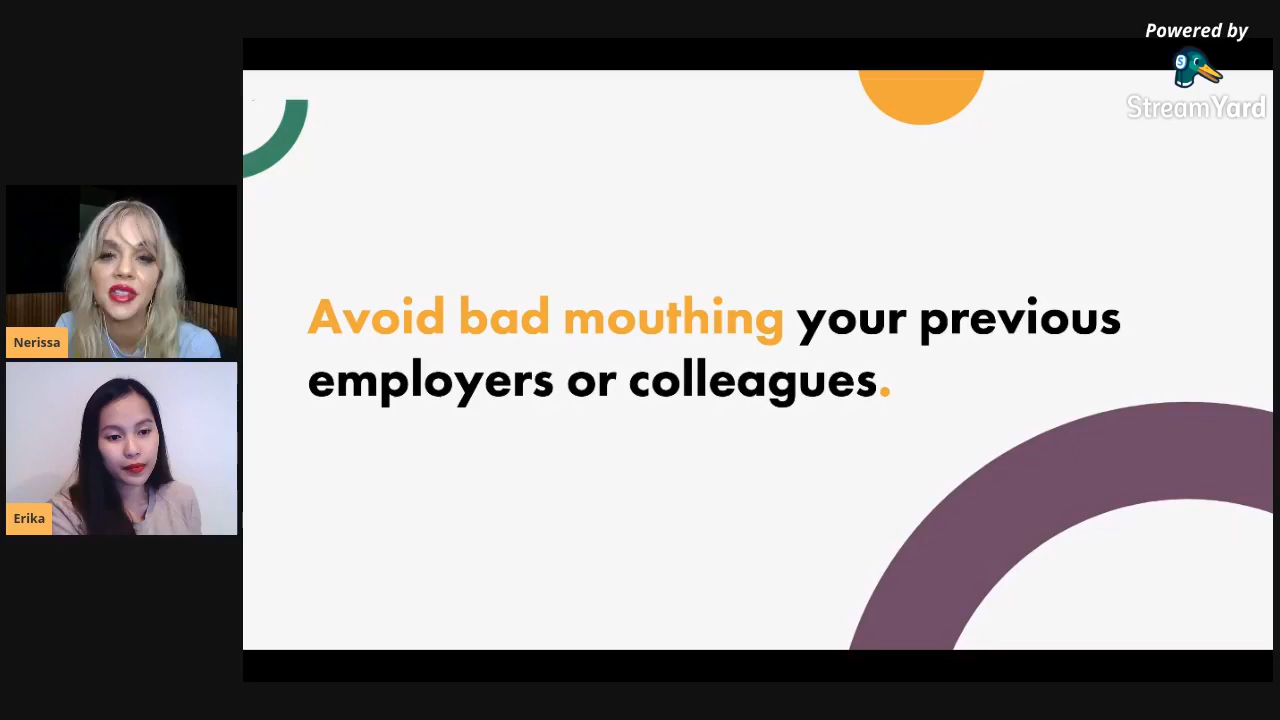 Powered by
StreamYard
Avoid bad mouthing your previous
employers or colleagues.
Nerissa
Erika